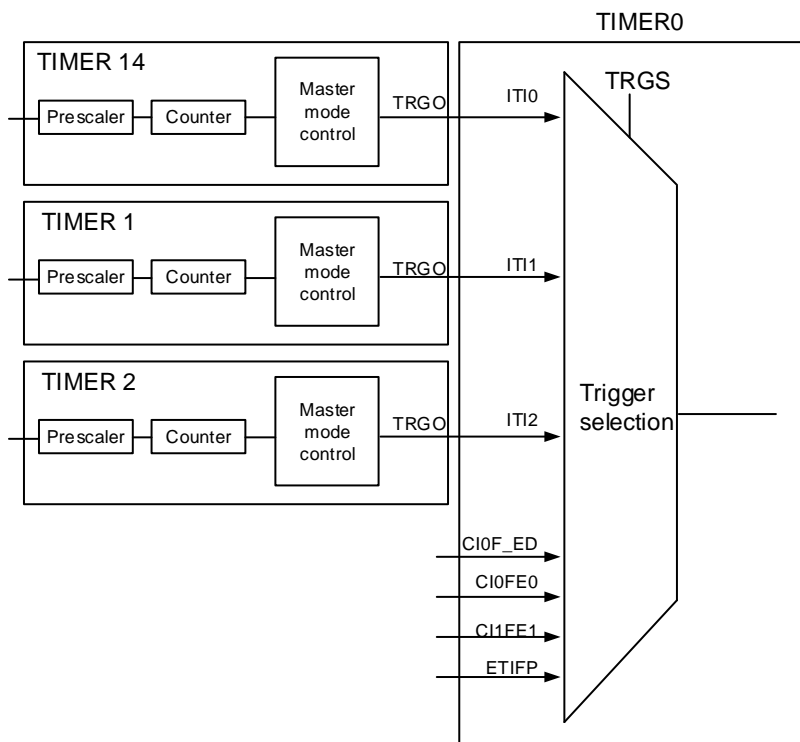 TIMER0
TIMER 14
Prescaler
Counter
Master
mode
control
TRGO
ITI0
TRGS
TIMER 1
Prescaler
Counter
Master
mode
control
TRGO
ITI1
TIMER 2
Prescaler
Counter
Master
mode
control
TRGO
ITI2
Trigger
selection
CI0F_ED
CI0FE0
CI1FE1
ETIFP